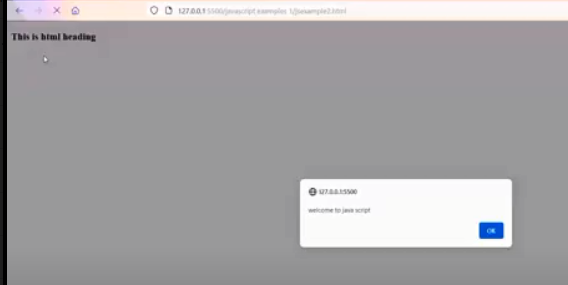 127.0.0.1:5500/javascript examples 1/jsexample2.html
This is html heading
127.0.0.1:5500
welcome to java script
OK